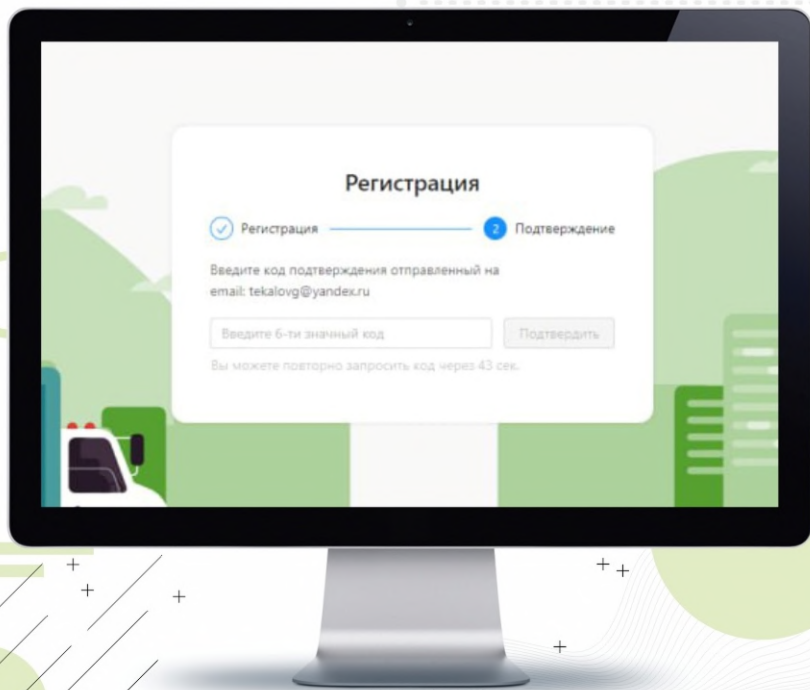 Регистрация
Регистрация 2 Подтверждение
Введите код подтверждения отправленный на
email: tekalovg@yandex.ru
Введите 6-ти значный код Подтвердить
Вы можете повторно запросить код через 43 сек.